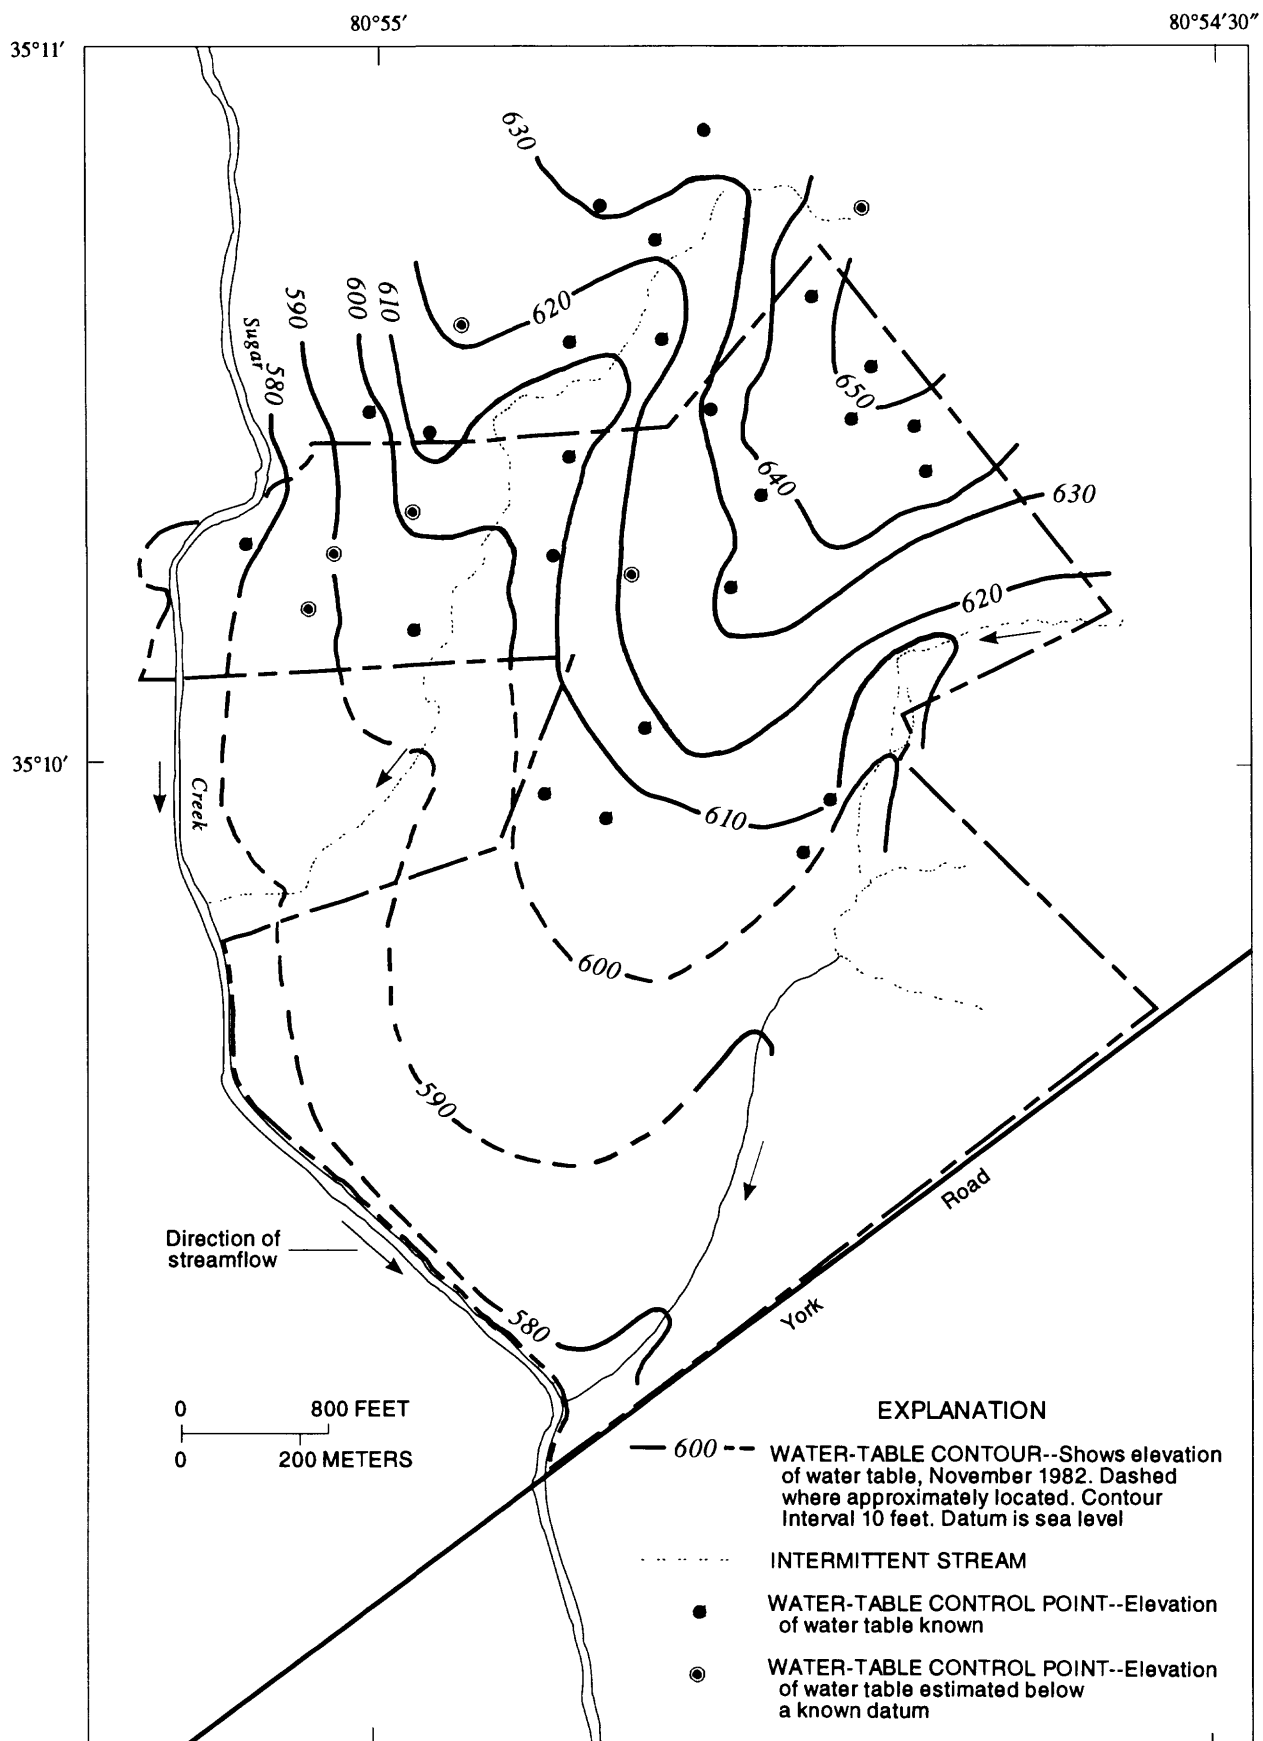 80°55′
80°54′30″
35°11′
630
620
610
600
590
580
Sugar
650
640
630
620
35°10′
Creek
610
600
590
Direction of
streamflow
580
Road
York
0 800 FEET
0 200 METERS
EXPLANATION
600
WATER-TABLE CONTOUR--Shows elevation
of water table, November 1982. Dashed
where approximately located. Contour
Interval 10 feet. Datum is sea level
INTERMITTENT STREAM
WATER-TABLE CONTROL POINT--Elevation
of water table known
WATER-TABLE CONTROL POINT--Elevation
of water table estimated below
a known datum